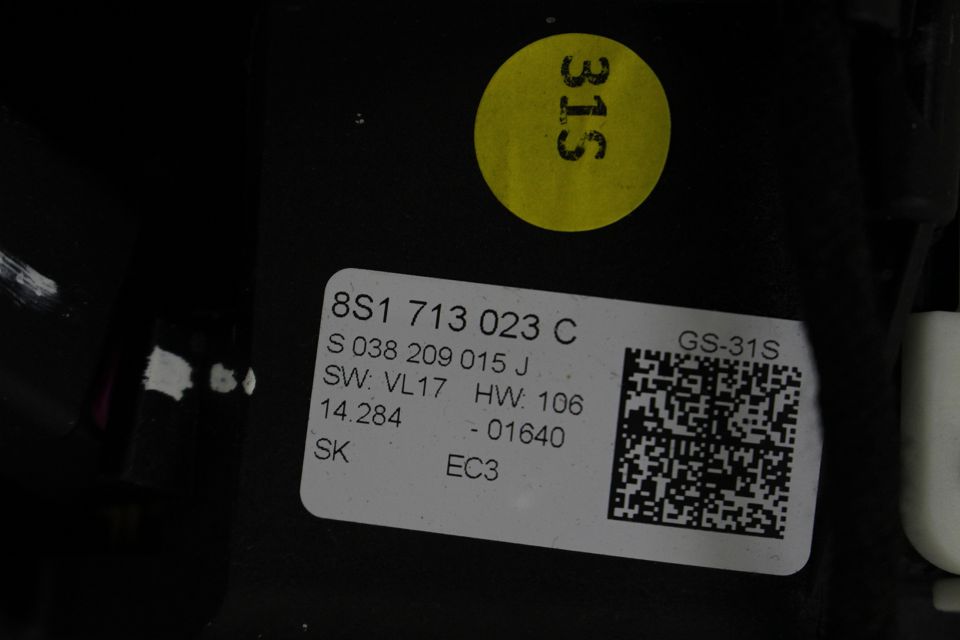 31S
8S1 713 023 C
S 038 209 015 J
GS-31S
SW: VL17 HW: 106
14.284 - 01640
SK EC3